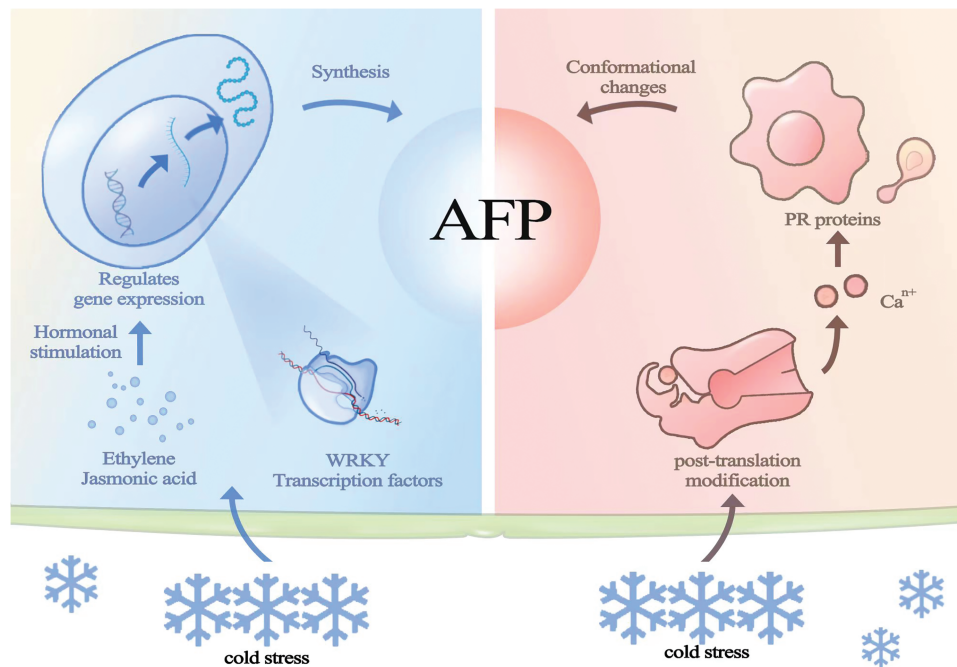 Synthesis
Regulates
gene expression
Hormonal
stimulation
Ethylene
Jasmonic acid
WRKY
Transcription factors
cold stress
AFP
Conformational
changes
PR proteins
Caⁿ⁺
post-translation
modification
cold stress